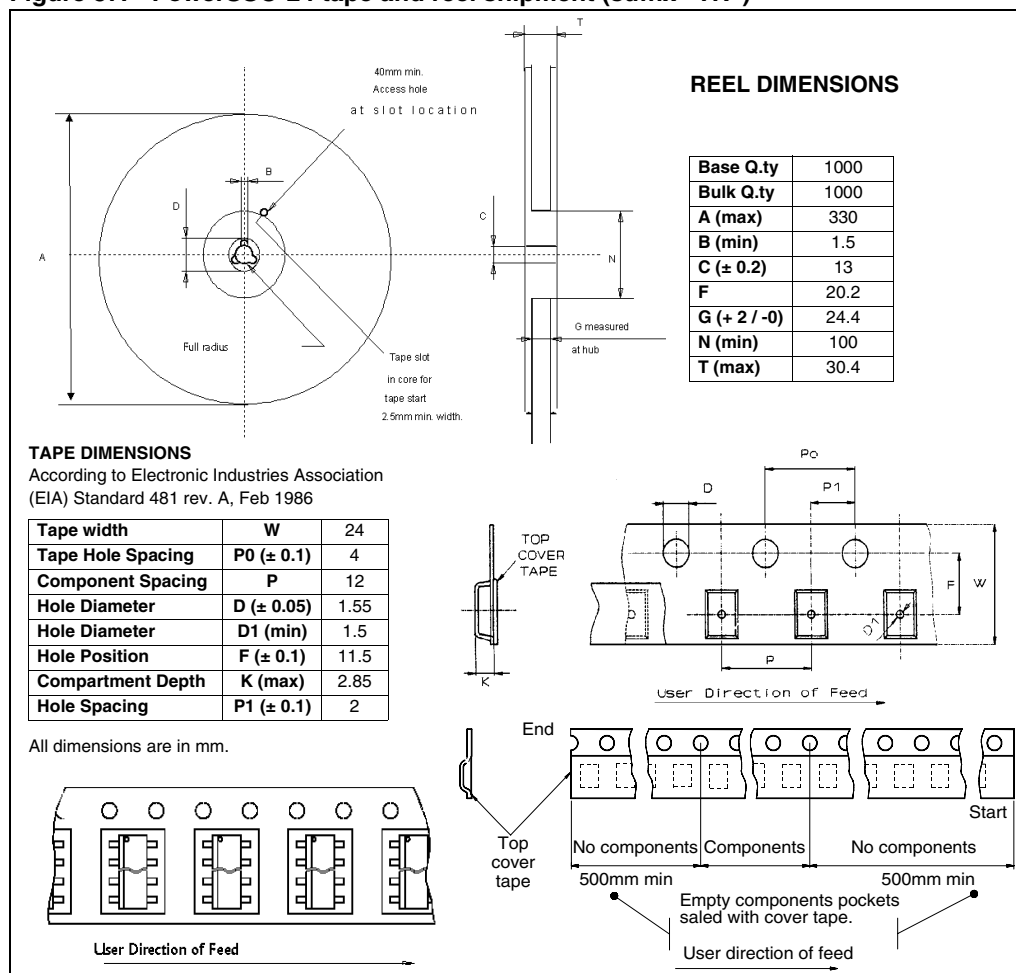 T
40mm min.
Access hole
at slot location
REEL DIMENSIONS
B
D
C
A
N
Full radius
G measured
at hub
Tape slot
in core for
tape start
2.5mm min. width.
Base Q.ty 1000
Bulk Q.ty 1000
A (max) 330
B (min) 1.5
C (± 0.2) 13
F 20.2
G (+ 2 / -0) 24.4
N (min) 100
T (max) 30.4
TAPE DIMENSIONS
According to Electronic Industries Association
(EIA) Standard 481 rev. A, Feb 1986
Tape width W 24
Tape Hole Spacing P0 (± 0.1) 4
Component Spacing P 12
Hole Diameter D (± 0.05) 1.55
Hole Diameter D1 (min) 1.5
Hole Position F (± 0.1) 11.5
Compartment Depth K (max) 2.85
Hole Spacing P1 (± 0.1) 2
All dimensions are in mm.
P0
D
P1
TOP
COVER
TAPE
F
W
D1
K
P
User Direction of Feed
End
Start
Top
cover
tape
No components
Components
No components
500mm min
500mm min
Empty components pockets
saled with cover tape.
User direction of feed
User Direction of Feed